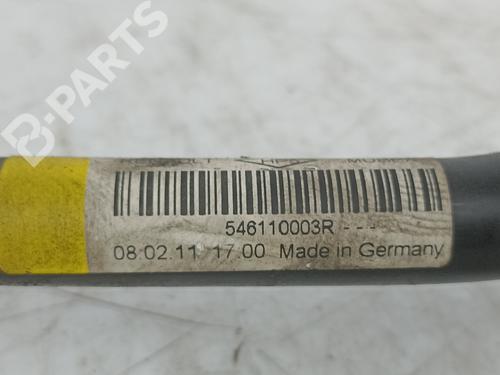 B-PARTS
546110003R - - -
08.02.11 17.00 Made in Germany